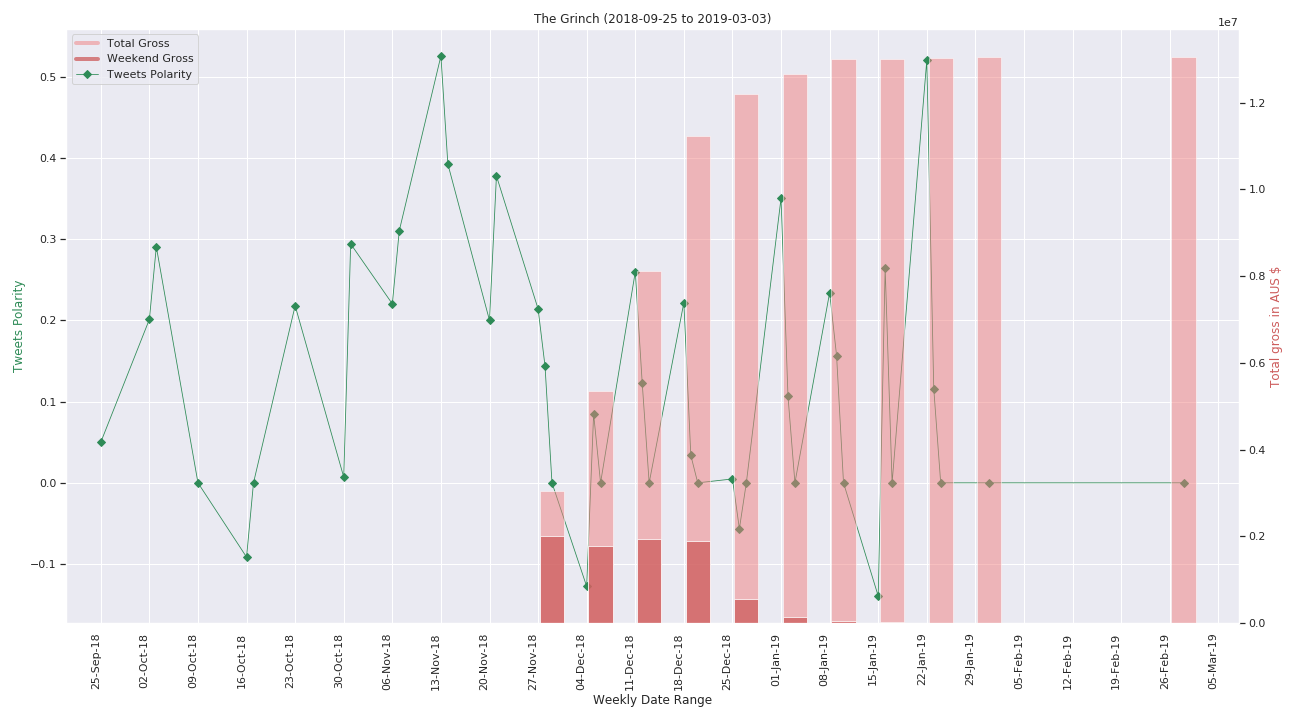 The Grinch (2018-09-25 to 2019-03-03)
1e7
Total Gross
Weekend Gross
Tweets Polarity
0.5
0.4
0.3
0.2
0.1
0.0
−0.1
Tweets Polarity
1.2
1.0
0.8
0.6
0.4
0.2
0.0
Total gross in AUS $
25-Sep-18
02-Oct-18
09-Oct-18
16-Oct-18
23-Oct-18
30-Oct-18
06-Nov-18
13-Nov-18
20-Nov-18
27-Nov-18
04-Dec-18
11-Dec-18
18-Dec-18
25-Dec-18
01-Jan-19
08-Jan-19
15-Jan-19
22-Jan-19
29-Jan-19
05-Feb-19
12-Feb-19
19-Feb-19
26-Feb-19
05-Mar-19
Weekly Date Range